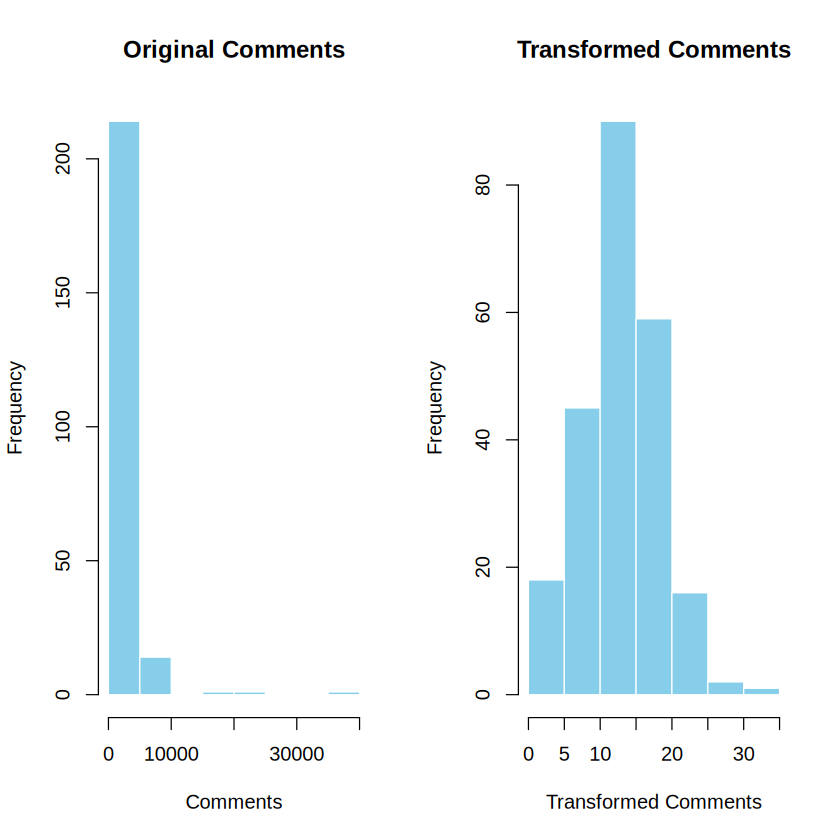 Original Comments
Frequency
200
150
100
50
0
0 10000 30000
Comments
Transformed Comments
Frequency
80
60
40
20
0
0 5 10 20 30
Transformed Comments